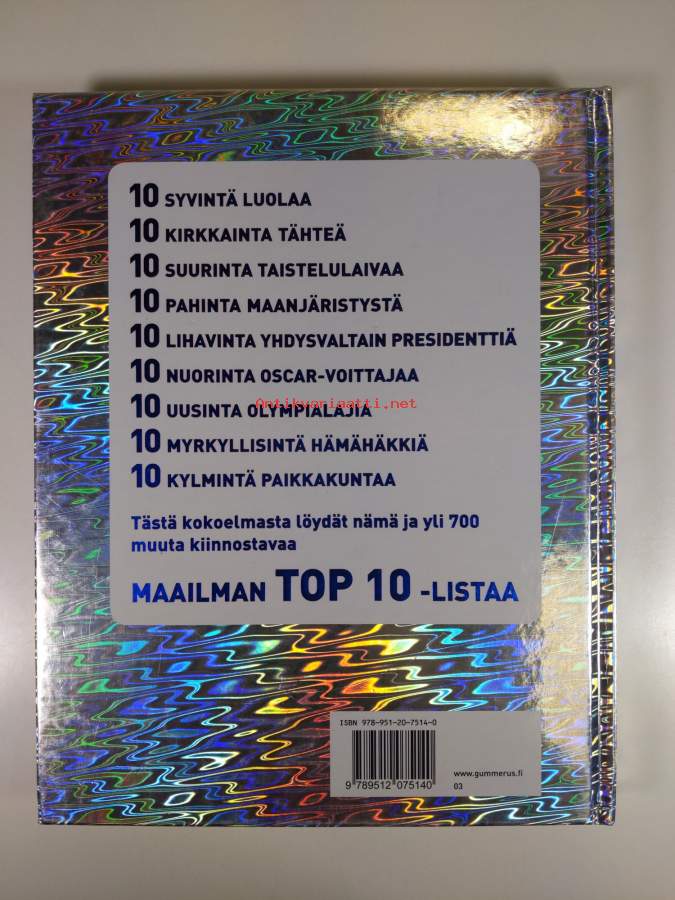 10 SYVINTÄ LUOLAA
10 KIRKKAINTA TÄHTEÄ
10 SUURINTA TAISTELULAIVAA
10 PAHINTA MAANJÄRISTYSTÄ
10 LIHAVINTA YHDYSVALTAIN PRESIDENTTIÄ
10 NUORINTA OSCAR-VOITTAJAA
Antikvariaatti.net
10 UUSINTA OLYMPIALAJIA
10 MYRKYLLISINTÄ HÄMÄHÄKKIÄ
10 KYLMINTÄ PAIKKAKUNTAA
Tästä kokoelmasta löydät nämä ja yli 700
muuta kiinnostavaa
MAAILMAN TOP 10 -LISTAA
ISBN 978-951-20-7514-0
9 789512 075140
www.gummerus.fi
03